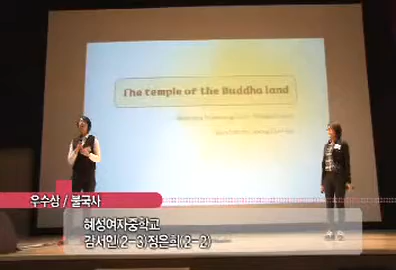 The temple of the Buddha land
우수상 / 불국사
혜성여자중학교
김서민(2-3)정은희(2-2)